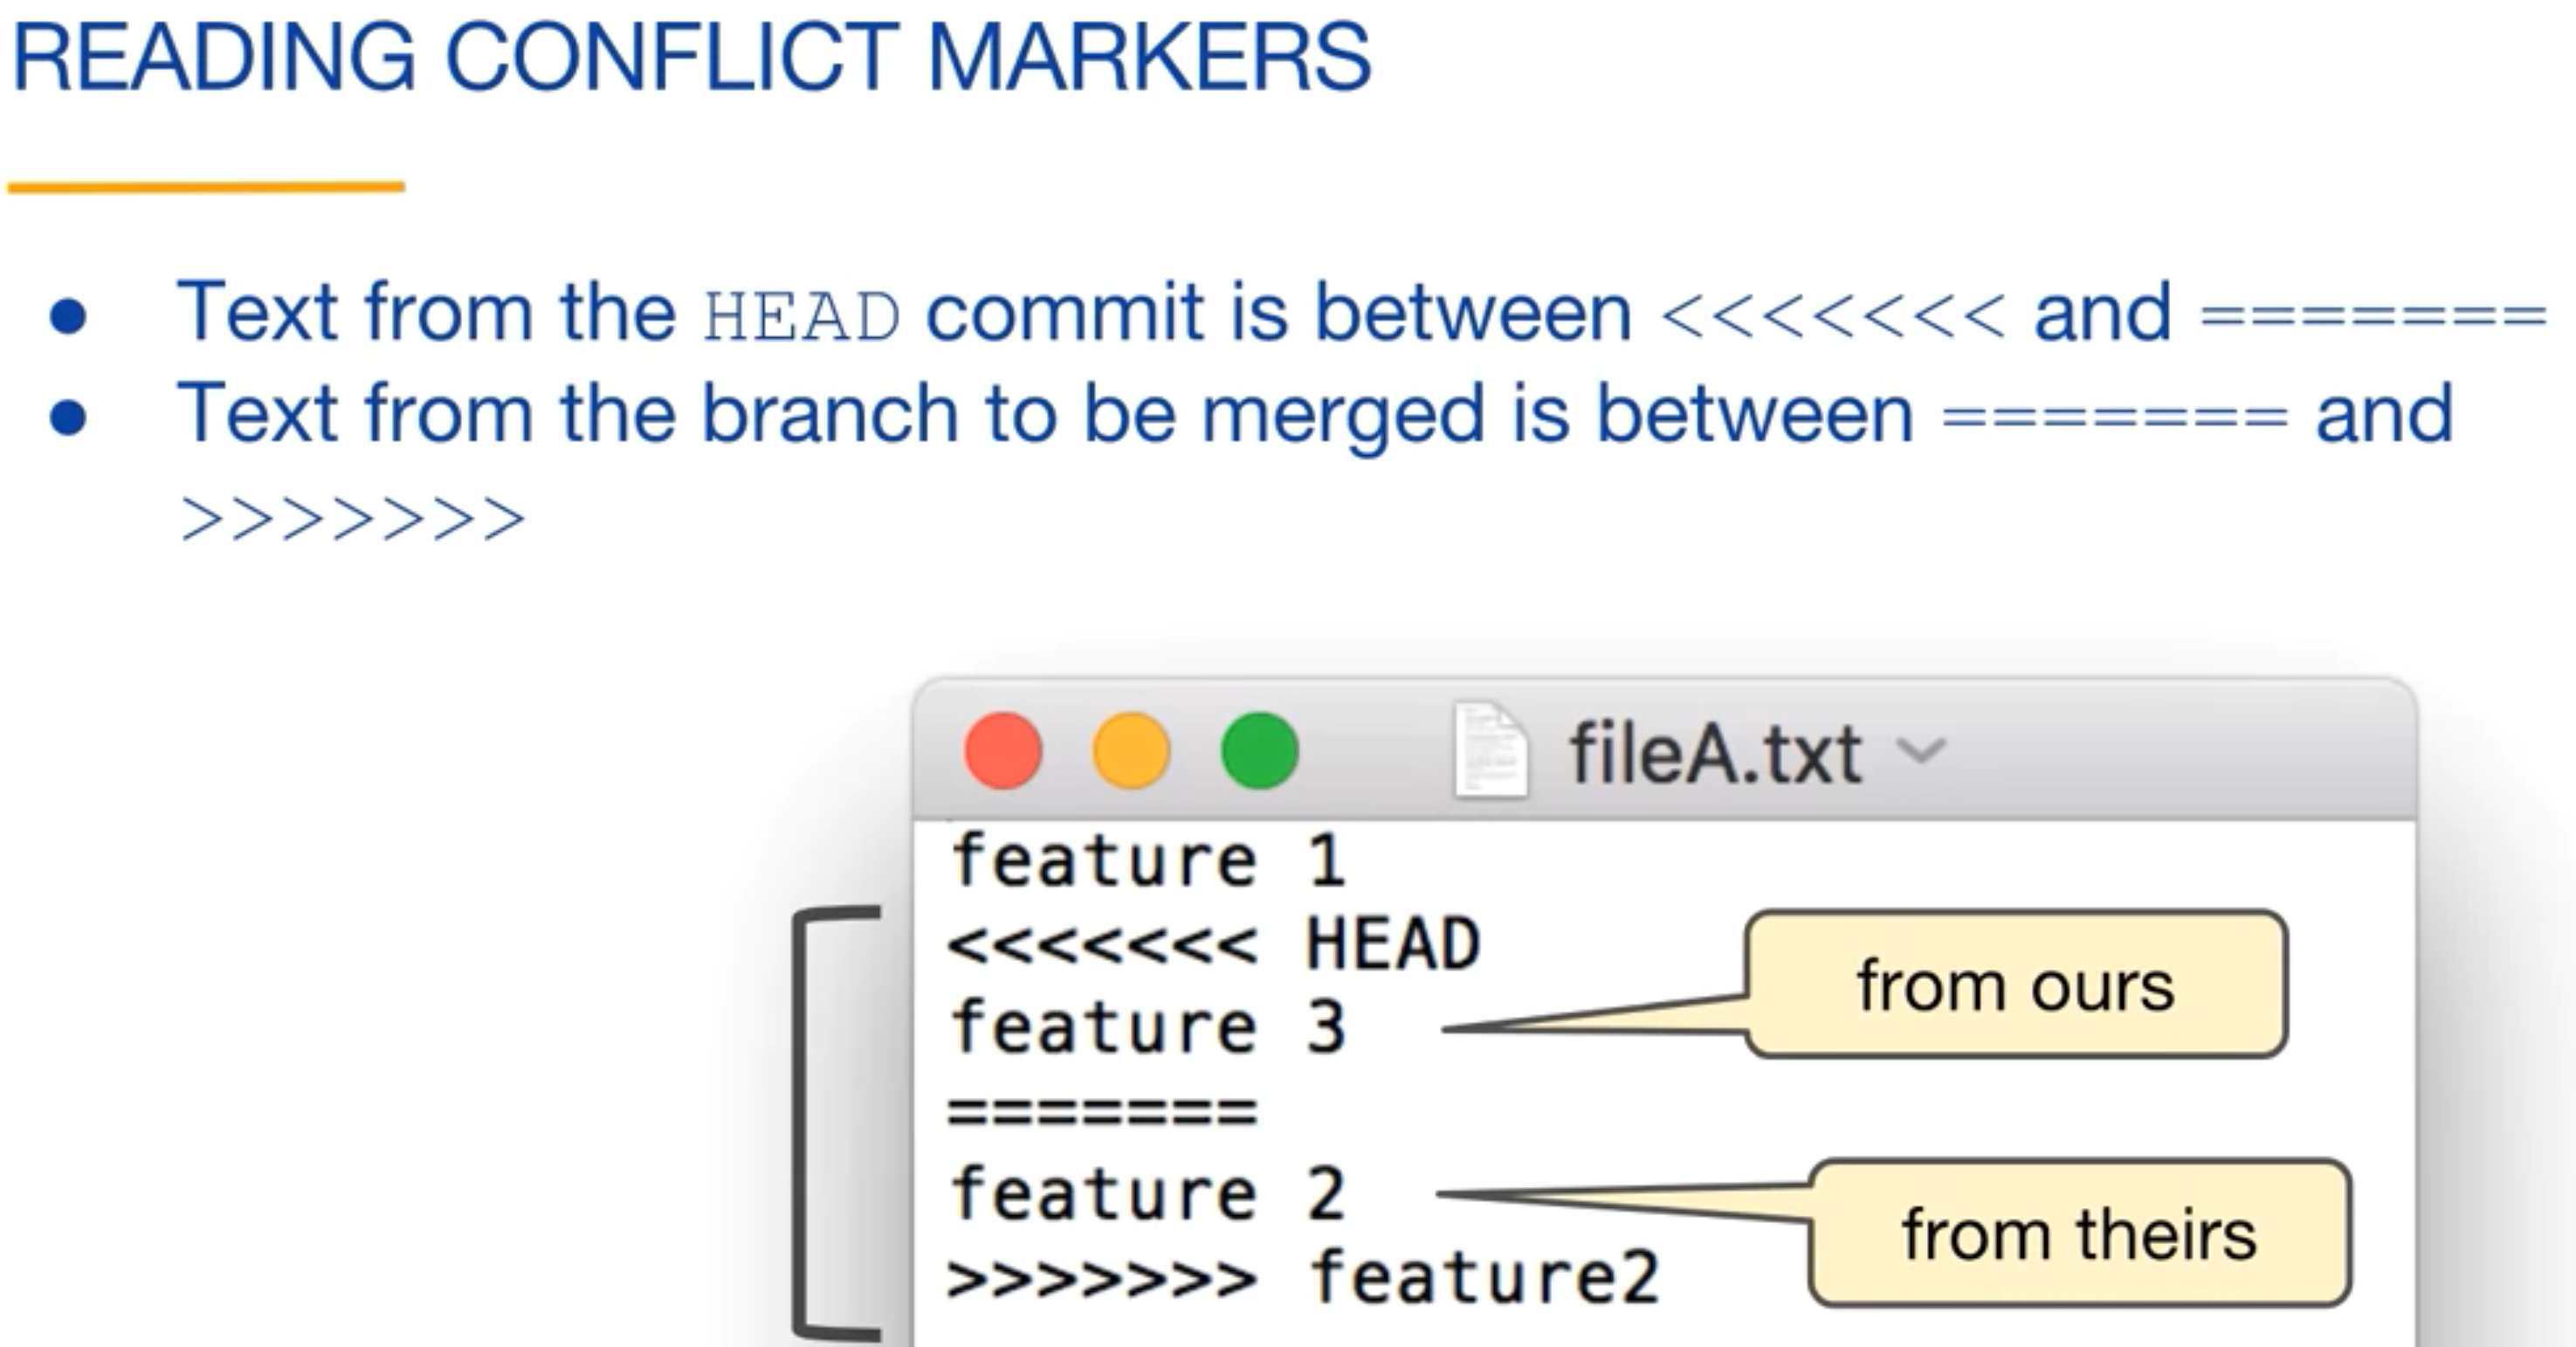 READING CONFLICT MARKERS
● Text from the HEAD commit is between <<<<<<< and =======
● Text from the branch to be merged is between ======= and
>>>>>>>
fileA.txt
feature 1
<<<<<<< HEAD
from ours
feature 3
=======
feature 2
from theirs
>>>>>>> feature2